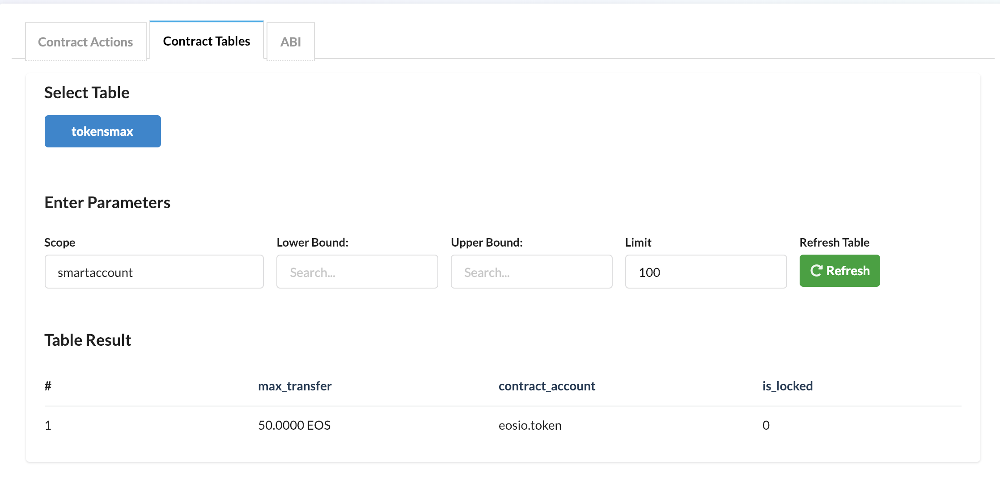 Contract Actions Contract Tables ABI
Select Table
tokensmax
Enter Parameters
Scope Lower Bound: Upper Bound: Limit Refresh Table
smartaccount Search... Search... 100 Refresh
Table Result
# max_transfer contract_account is_locked
1 50.0000 EOS eosio.token 0